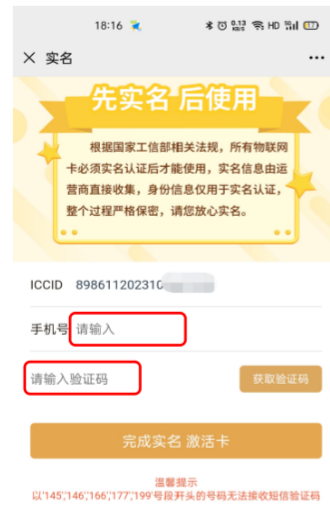 18:16
0.13 KB/S HD 5G 17
实名
先实名 后使用
根据国家工信部相关法规，所有物联网
卡必须实名认证后才能使用，实名信息由运
营商直接收集，身份信息仅用于实名认证，
整个过程严格保密，请您放心实名。
ICCID 898611202310
手机号 请输入
请输入验证码 获取验证码
完成实名 激活卡
温馨提示
以'145','146','166','177','199'号段开头的号码无法接收短信验证码